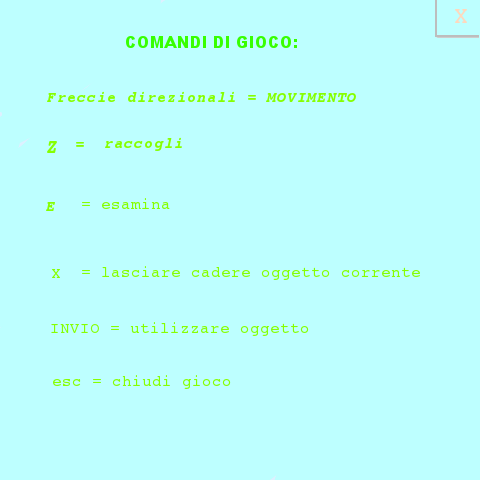 X
COMANDI DI GIOCO:
Freccie direzionali = MOVIMENTO
Z = raccogli
E = esamina
x = lasciare cadere oggetto corrente
INVIO = utilizzare oggetto
esc = chiudi gioco